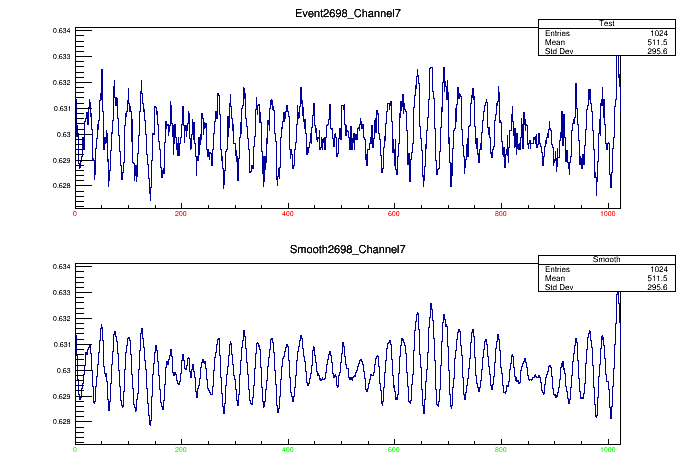 Event2698_Channel7
Test
Entries 1024
Mean 511.5
Std Dev 295.6
0.634
0.633
0.632
0.631
0.63
0.629
0.628
0 200 400 600 800 1000
Smooth2698_Channel7
Smooth
Entries 1024
Mean 511.5
Std Dev 295.6
0.634
0.633
0.632
0.631
0.63
0.629
0.628
0 200 400 600 800 1000